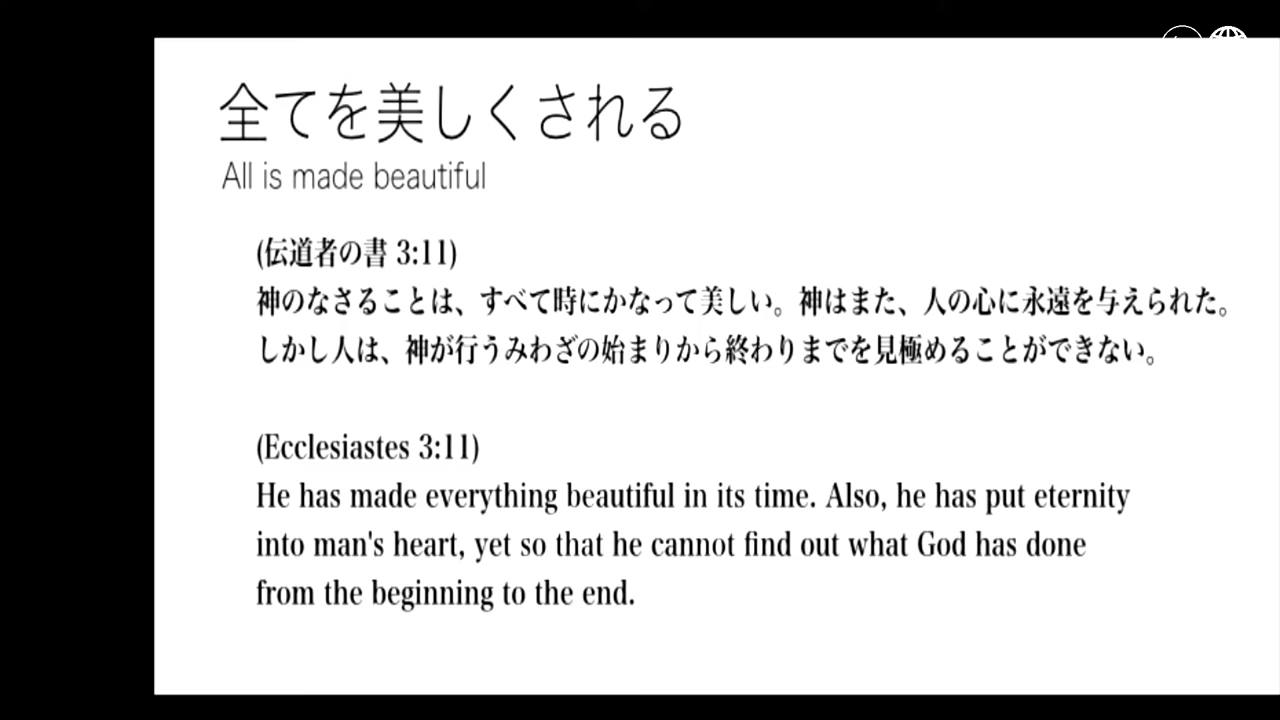 全てを美しくされる
All is made beautiful
(伝道者の書 3:11)
神のなさることは、すべて時にかなって美しい。神はまた、人の心に永遠を与えられた。
しかし人は、神が行うみわざの始まりから終わりまでを見極めることができない。
(Ecclesiastes 3:11)
He has made everything beautiful in its time. Also, he has put eternity
into man's heart, yet so that he cannot find out what God has done
from the beginning to the end.